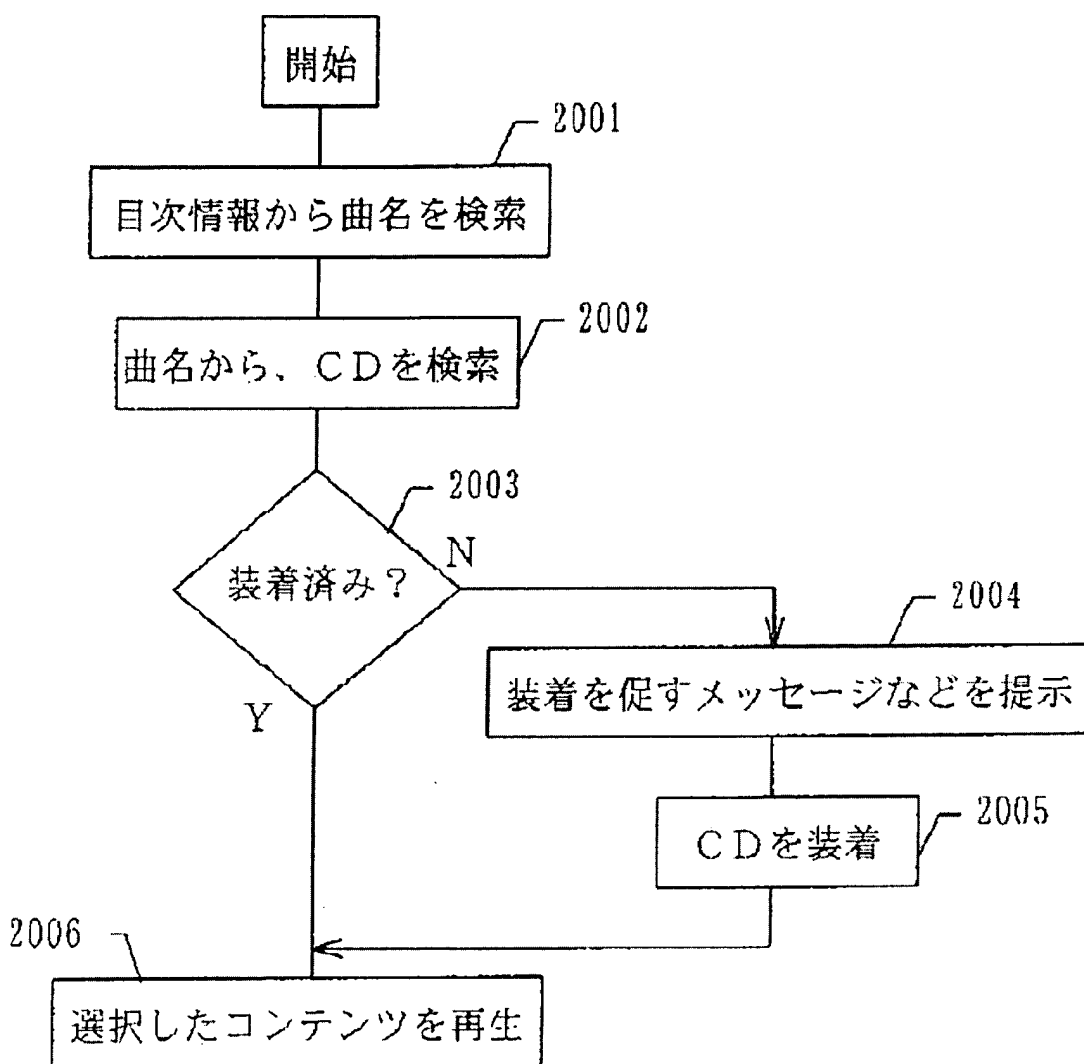 開始
2001
目次情報から曲名を検索
2002
曲名から、ＣＤを検索
2003
装着済み？
N
Y
2004
装着を促すメッセージなどを提示
2005
ＣＤを装着
2006
選択したコンテンツを再生